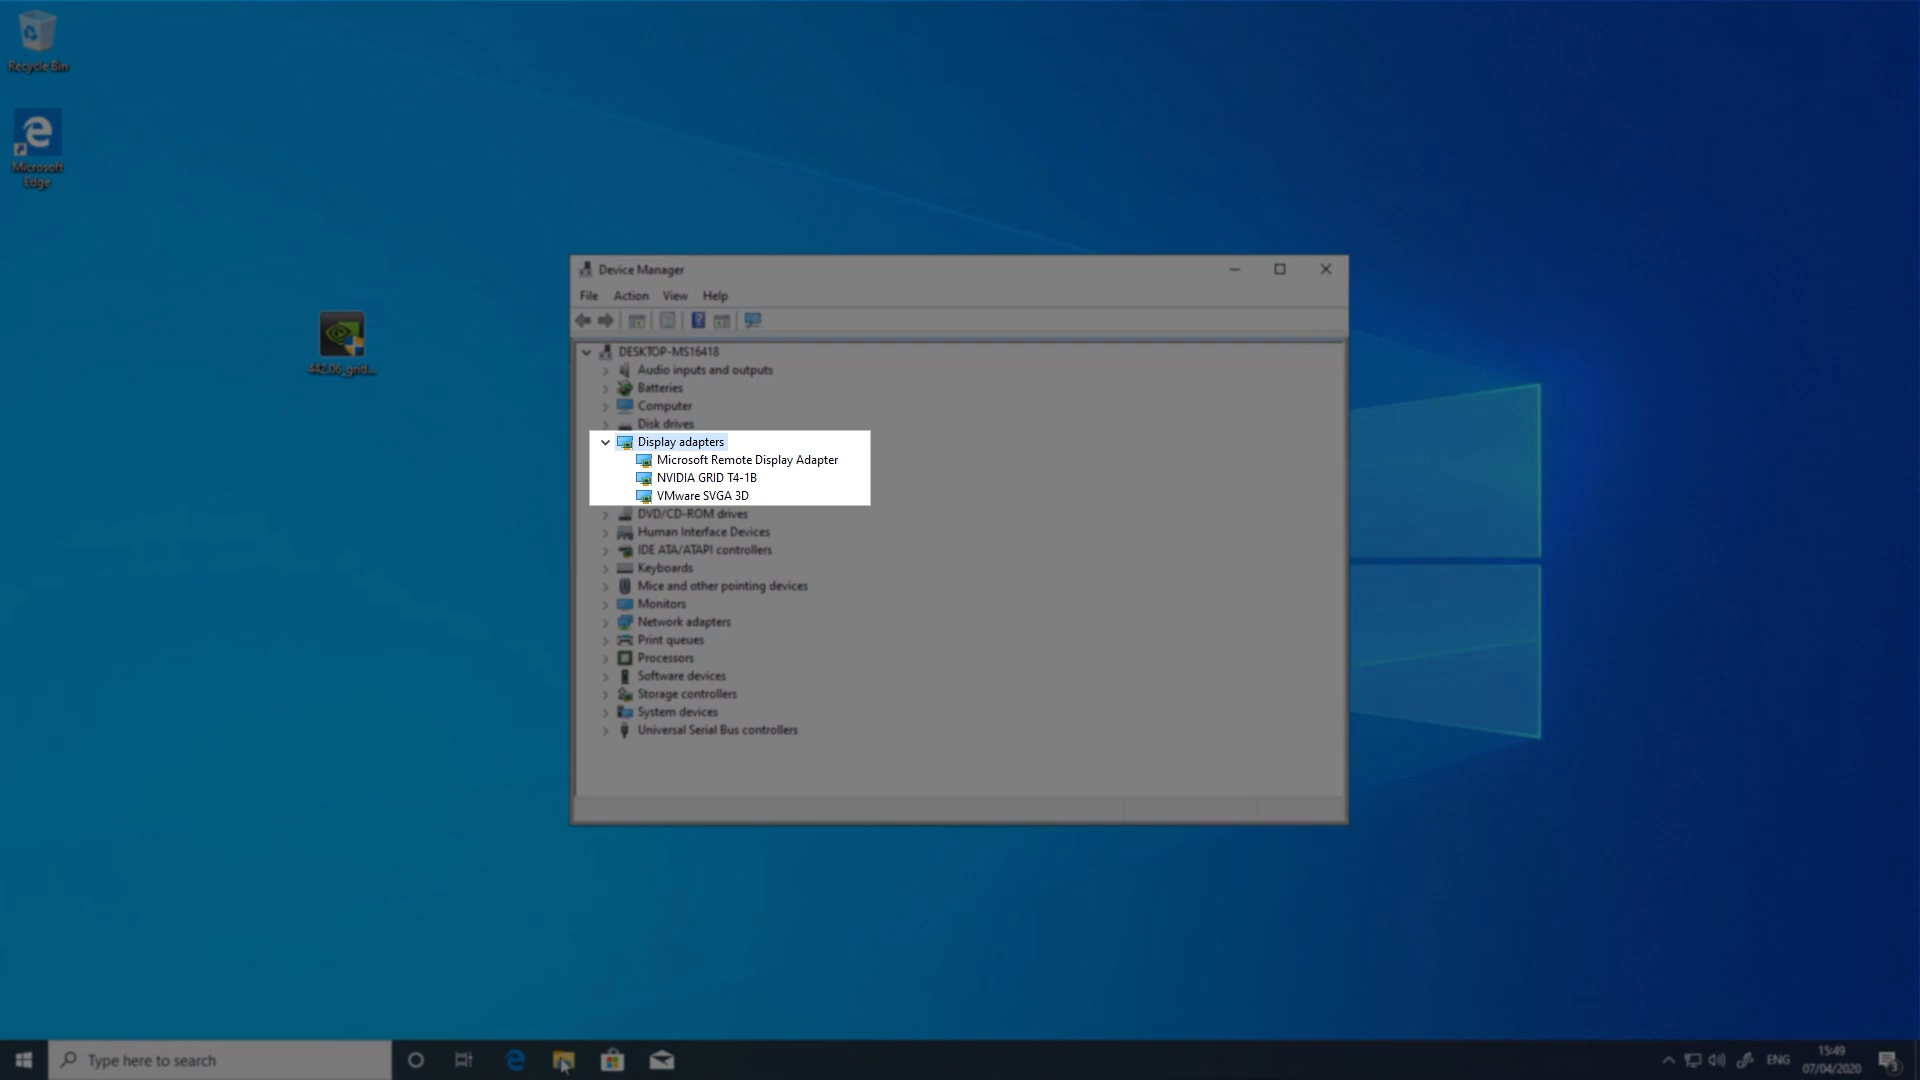 Recycle Bin
Microsoft
Edge
442.06_grid...
Device Manager
File Action View Help
DESKTOP-MS16418
Audio inputs and outputs
Batteries
Computer
Disk drives
Display adapters
Microsoft Remote Display Adapter
NVIDIA GRID T4-1B
VMware SVGA 3D
DVD/CD-ROM drives
Human Interface Devices
IDE ATA/ATAPI controllers
Keyboards
Mice and other pointing devices
Monitors
Network adapters
Print queues
Processors
Software devices
Storage controllers
System devices
Universal Serial Bus controllers
Type here to search
ENG
15:49
07/04/2020
3